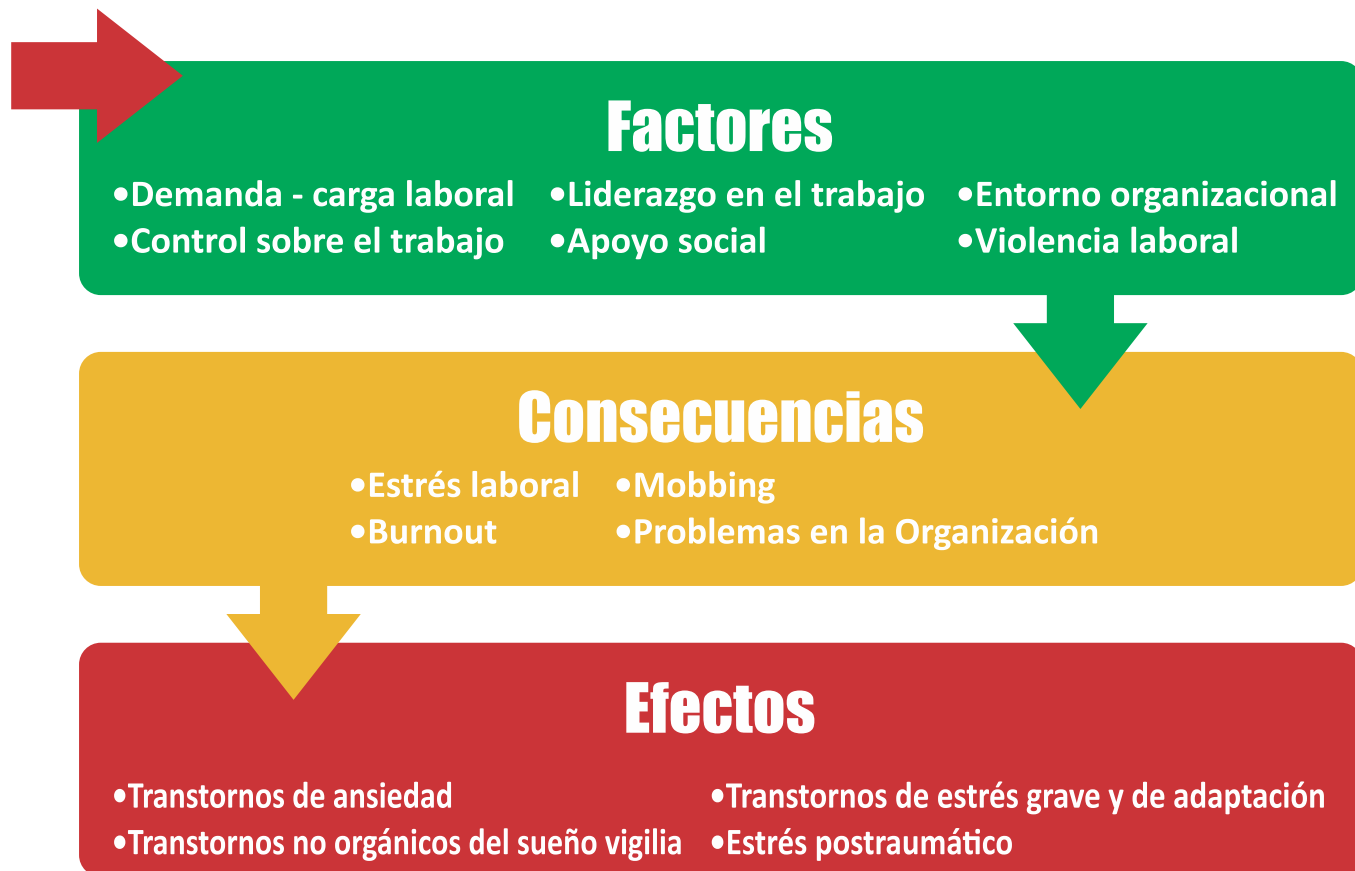 Factores
•Demanda - carga laboral
•Control sobre el trabajo
•Liderazgo en el trabajo
•Apoyo social
•Entorno organizacional
•Violencia laboral
Consecuencias
•Estrés laboral
•Burnout
•Mobbing
•Problemas en la Organización
Efectos
•Transtornos de ansiedad
•Transtornos no orgánicos del sueño vigilia
•Transtornos de estrés grave y de adaptación
•Estrés postraumático